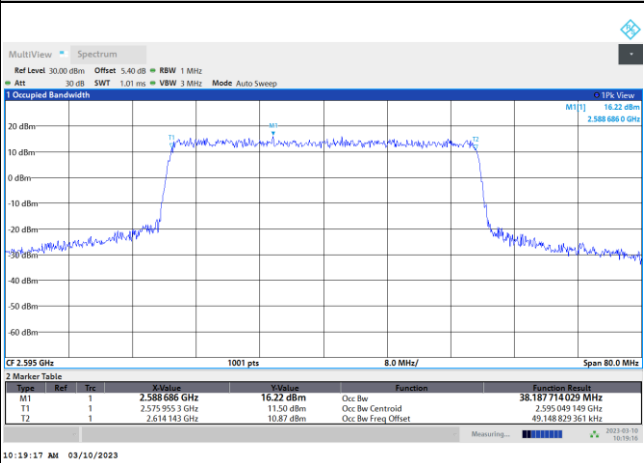 MultiView Spectrum
Ref Level 30.00 dBm Offset 5.40 dB RBW 1 MHz
Att 30 dB SWT 1.01 ms VBW 3 MHz Mode Auto Sweep
1 Occupied Bandwidth 1Pk View
M1[1] 16.22 dBm
2.588 686 0 GHz
M1
T1 T2
20 dBm
10 dBm
0 dBm
-10 dBm
-20 dBm
-30 dBm
-40 dBm
-50 dBm
-60 dBm
CF 2.595 GHz 1001 pts 8.0 MHz/ Span 80.0 MHz
2 Marker Table
Type Ref Trc X-Value Y-Value Function Function Result
M1 1 2.588 686 GHz 16.22 dBm Occ Bw 38.187 714 029 MHz
T1 1 2.575 955 3 GHz 11.50 dBm Occ Bw Centroid 2.595 049 149 GHz
T2 1 2.614 143 GHz 10.87 dBm Occ Bw Freq Offset 49.148 829 361 kHz
Measuring... 2023-03-10
10:19:16
10:19:17 AM 03/10/2023